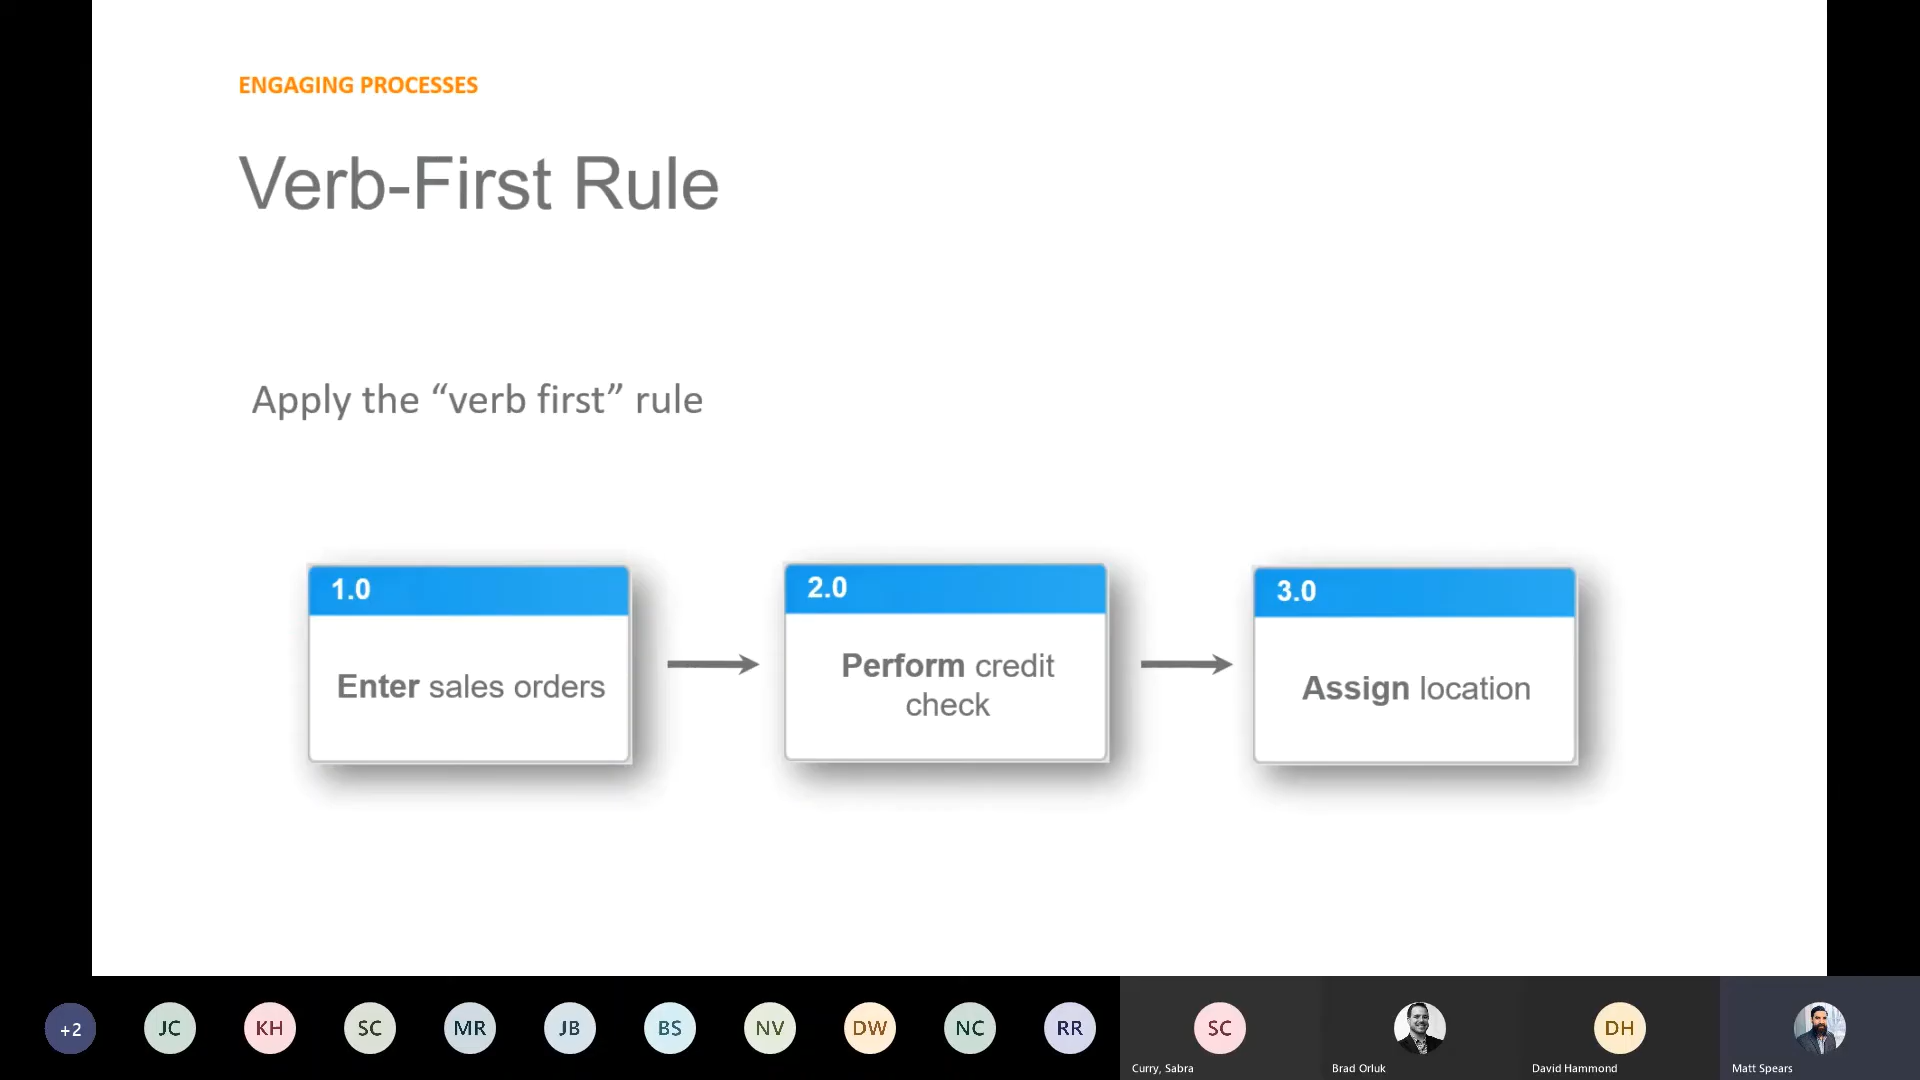 ENGAGING PROCESSES
Verb-First Rule
Apply the “verb first” rule
1.0
Enter sales orders
2.0
Perform credit
check
3.0
Assign location
+2
JC
KH
SC
MR
JB
BS
NV
DW
NC
RR
SC
Curry, Sabra
Brad Orluk
DH
David Hammond
Matt Spears